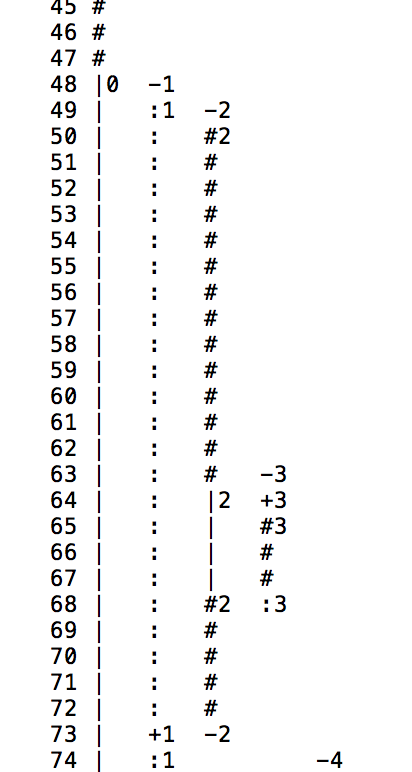 45 #
46 #
47 #
48 |0  -1
49 |   :1  -2
50 |   :   #2
51 |   :   #
52 |   :   #
53 |   :   #
54 |   :   #
55 |   :   #
56 |   :   #
57 |   :   #
58 |   :   #
59 |   :   #
60 |   :   #
61 |   :   #
62 |   :   #
63 |   :   #   -3
64 |   :   |2  +3
65 |   :   |   #3
66 |   :   |   #
67 |   :   |   #
68 |   :   #2  :3
69 |   :   #
70 |   :   #
71 |   :   #
72 |   :   #
73 |   +1  -2
74 |   :1          -4